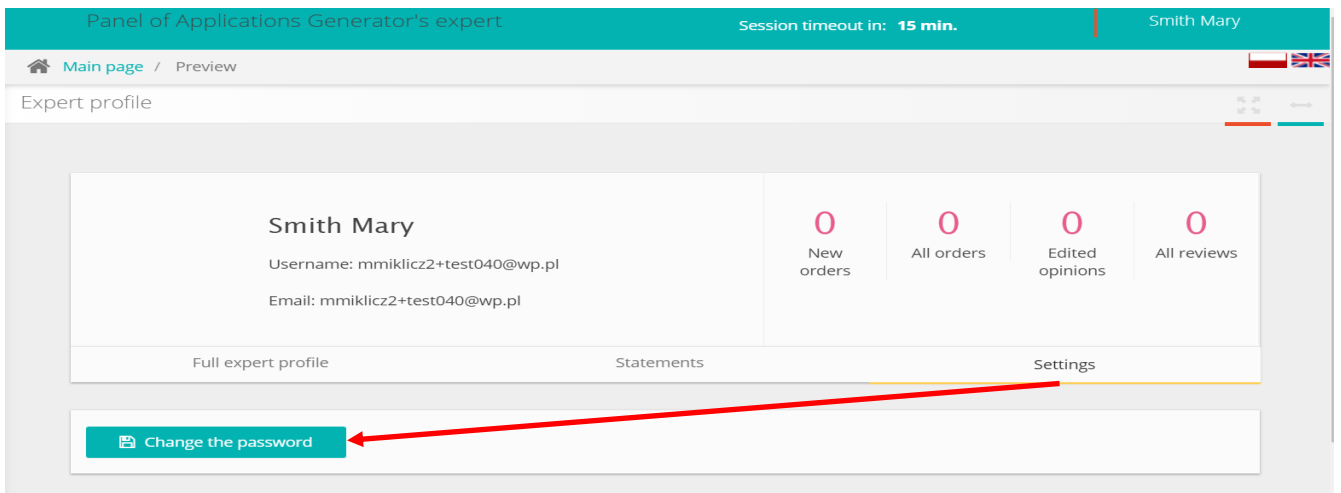 Panel of Applications Generator's expert
Session timeout in: 15 min.
Smith Mary
Main page / Preview
Expert profile
Smith Mary
Username: mmiklicz2+test040@wp.pl
Email: mmiklicz2+test040@wp.pl
0
New
orders
0
All orders
0
Edited
opinions
0
All reviews
Full expert profile
Statements
Settings
Change the password